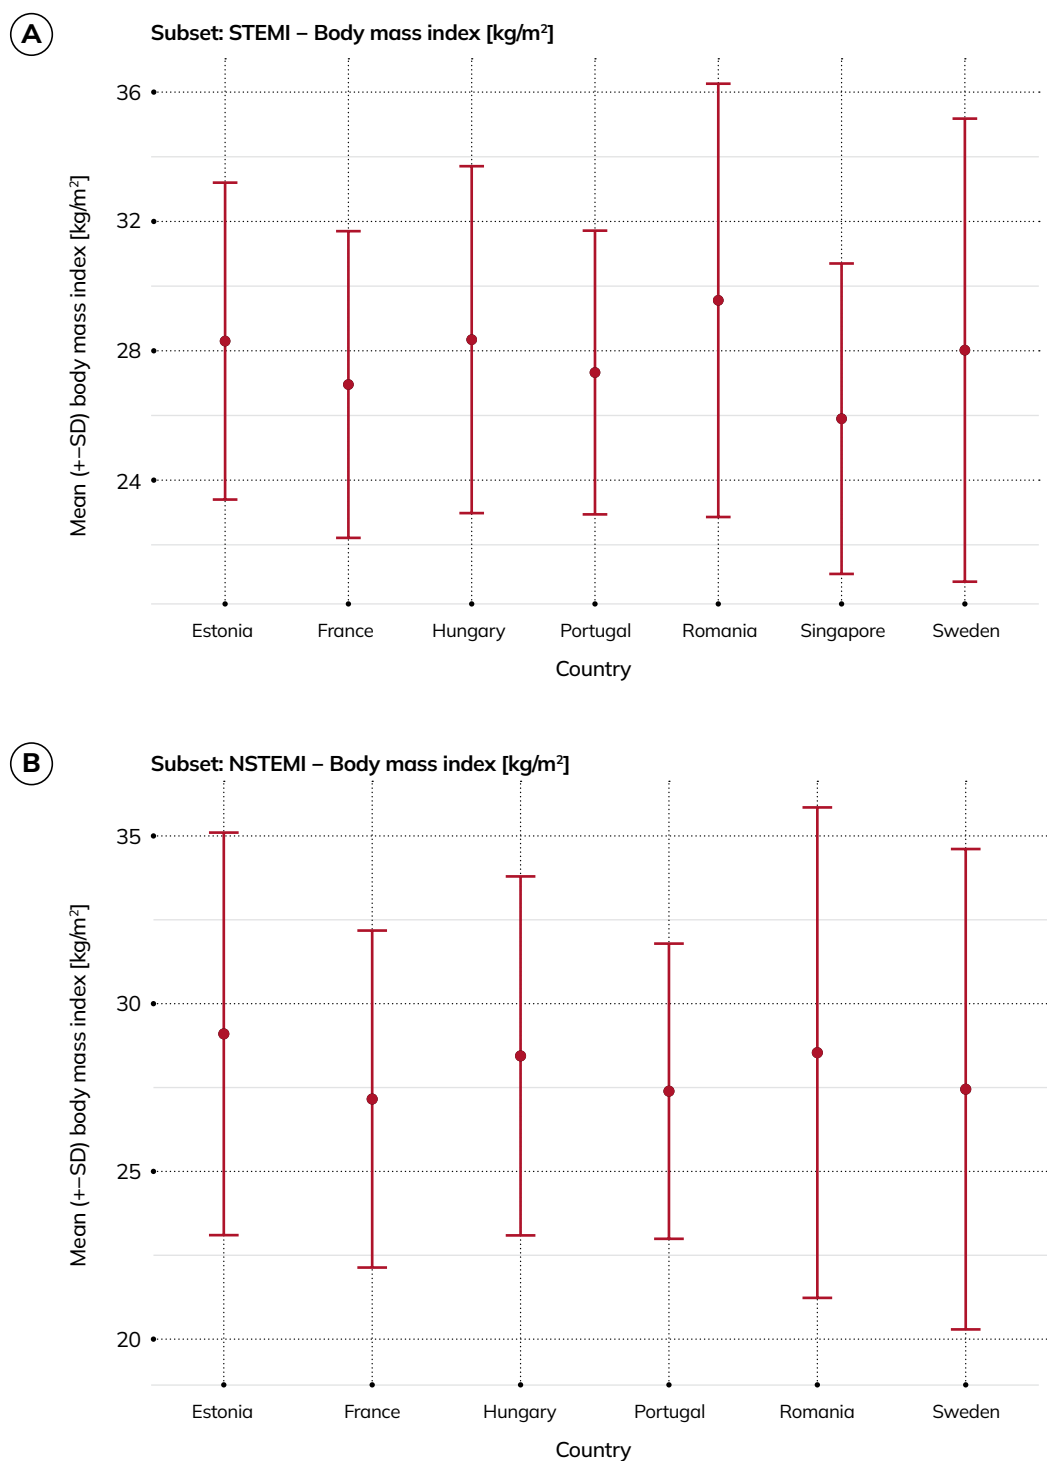 A
Subset: STEMI – Body mass index [kg/m²]
Mean (+−SD) body mass index [kg/m²]
36
32
28
24
Estonia France Hungary Portugal Romania Singapore Sweden
Country
B
Subset: NSTEMI – Body mass index [kg/m²]
Mean (+−SD) body mass index [kg/m²]
35
30
25
20
Estonia France Hungary Portugal Romania Sweden
Country